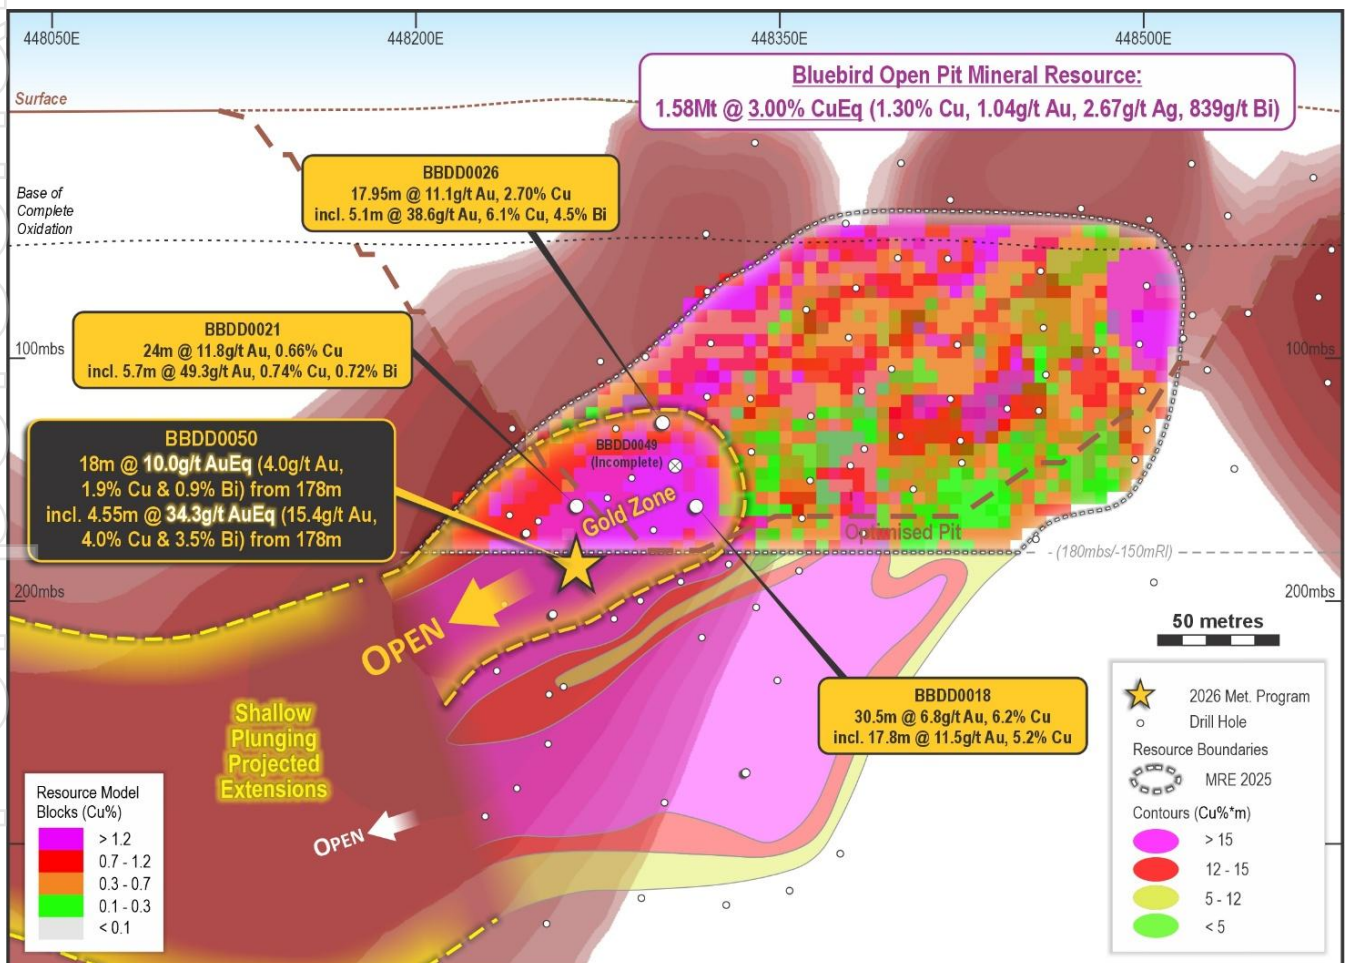 448050E
448200E
448350E
448500E
Bluebird Open Pit Mineral Resource:
1.58Mt @ 3.00% CuEq (1.30% Cu, 1.04g/t Au, 2.67g/t Ag, 839g/t Bi)
Surface
BBDD0026
17.95m @ 11.1g/t Au, 2.70% Cu
incl. 5.1m @ 38.6g/t Au, 6.1% Cu, 4.5% Bi
Base of
Complete
Oxidation
BBDD0021
24m @ 11.8g/t Au, 0.66% Cu
incl. 5.7m @ 49.3g/t Au, 0.74% Cu, 0.72% Bi
100mbs
100mbs
BBDD0050
18m @ 10.0g/t AuEq (4.0g/t Au,
1.9% Cu & 0.9% Bi) from 178m
incl. 4.55m @ 34.3g/t AuEq (15.4g/t Au,
4.0% Cu & 3.5% Bi) from 178m
BBDD0049
(Incomplete)
Gold Zone
Optimised Pit
(180mbs/-150mRl)
200mbs
200mbs
OPEN
50 metres
BBDD0018
30.5m @ 6.8g/t Au, 6.2% Cu
incl. 17.8m @ 11.5g/t Au, 5.2% Cu
Shallow
Plunging
Projected
Extensions
OPEN
Resource Model
Blocks (Cu%)
> 1.2
0.7 - 1.2
0.3 - 0.7
0.1 - 0.3
< 0.1
2026 Met. Program
Drill Hole
Resource Boundaries
MRE 2025
Contours (Cu%*m)
> 15
12 - 15
5 - 12
< 5